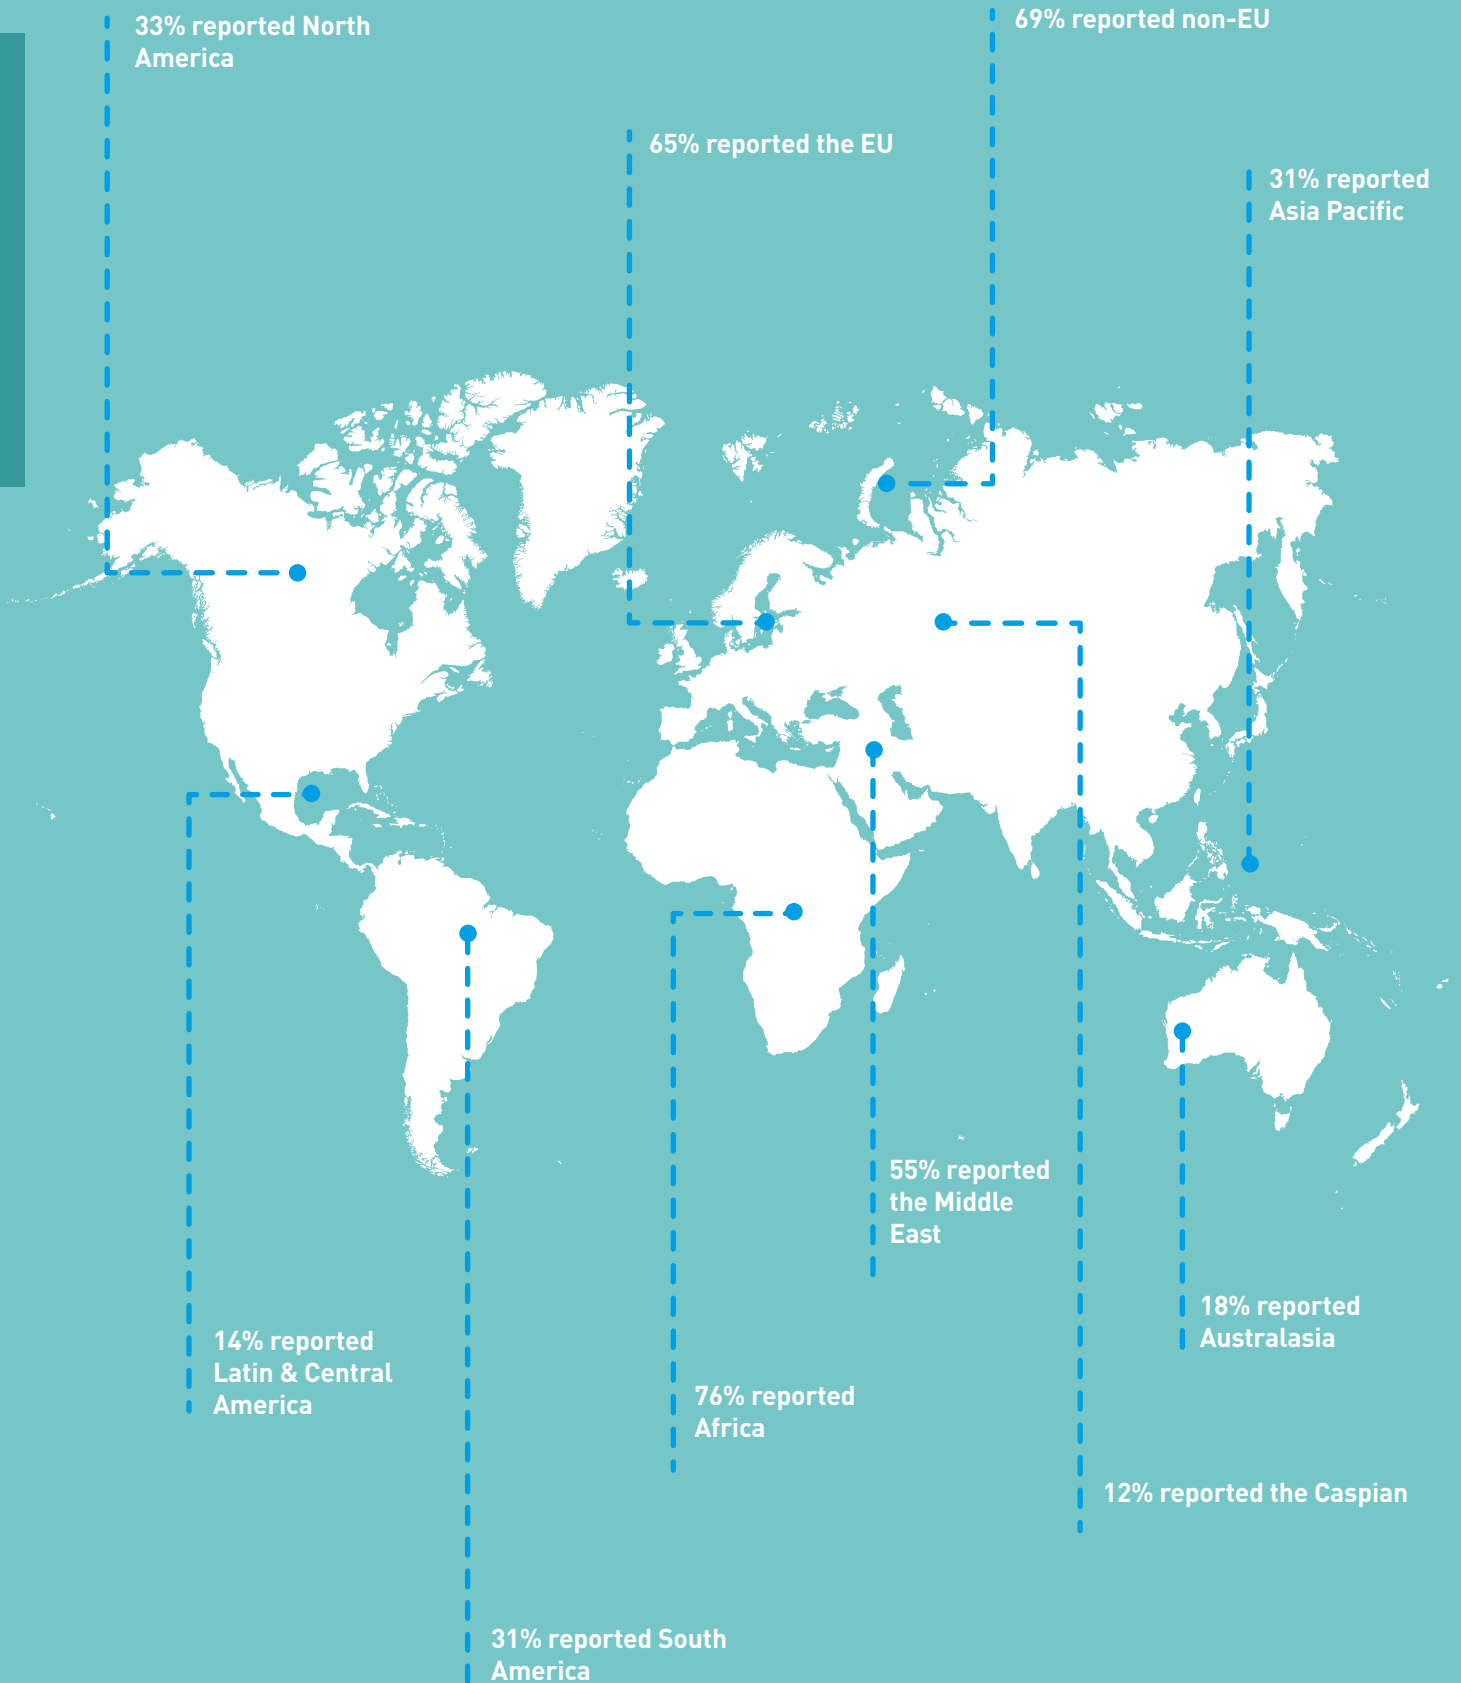 33% reported North
America
69% reported non-EU
65% reported the EU
31% reported
Asia Pacific
55% reported
the Middle
East
18% reported
Australasia
14% reported
Latin & Central
America
76% reported
Africa
12% reported the Caspian
31% reported South
America